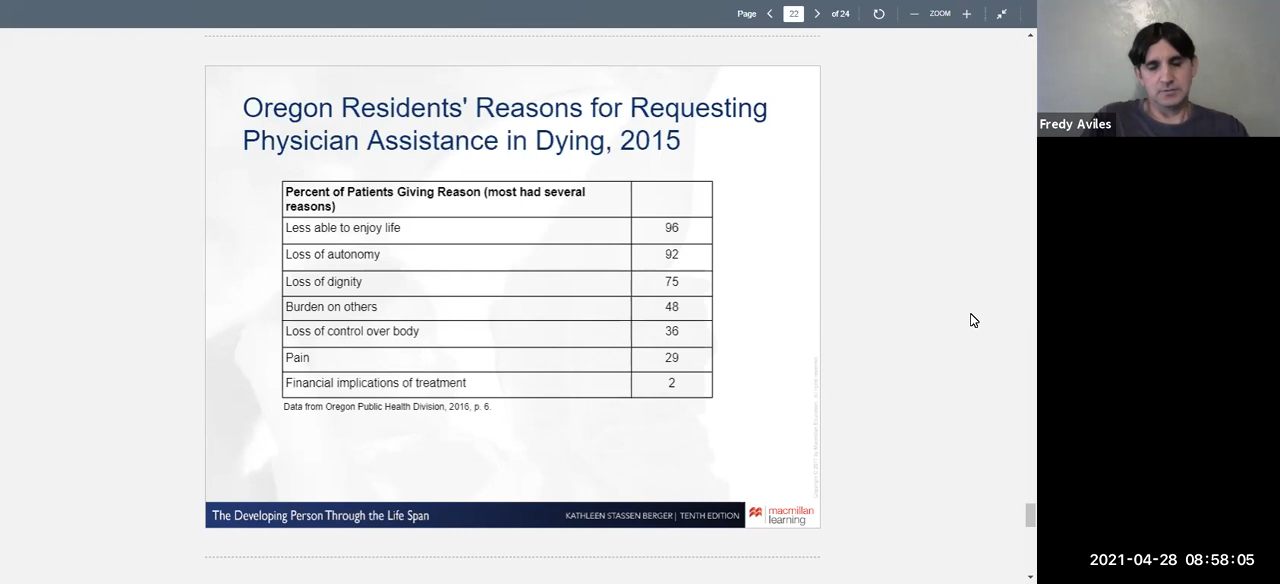 Page 22 of 24 ZOOM
Fredy Aviles
Oregon Residents' Reasons for Requesting
Physician Assistance in Dying, 2015
Percent of Patients Giving Reason (most had several
reasons)
Less able to enjoy life 96
Loss of autonomy 92
Loss of dignity 75
Burden on others 48
Loss of control over body 36
Pain 29
Financial implications of treatment 2
Data from Oregon Public Health Division, 2016, p. 6.
The Developing Person Through the Life Span KATHLEEN STASSEN BERGER | TENTH EDITION macmillan
learning
2021-04-28 08:58:05